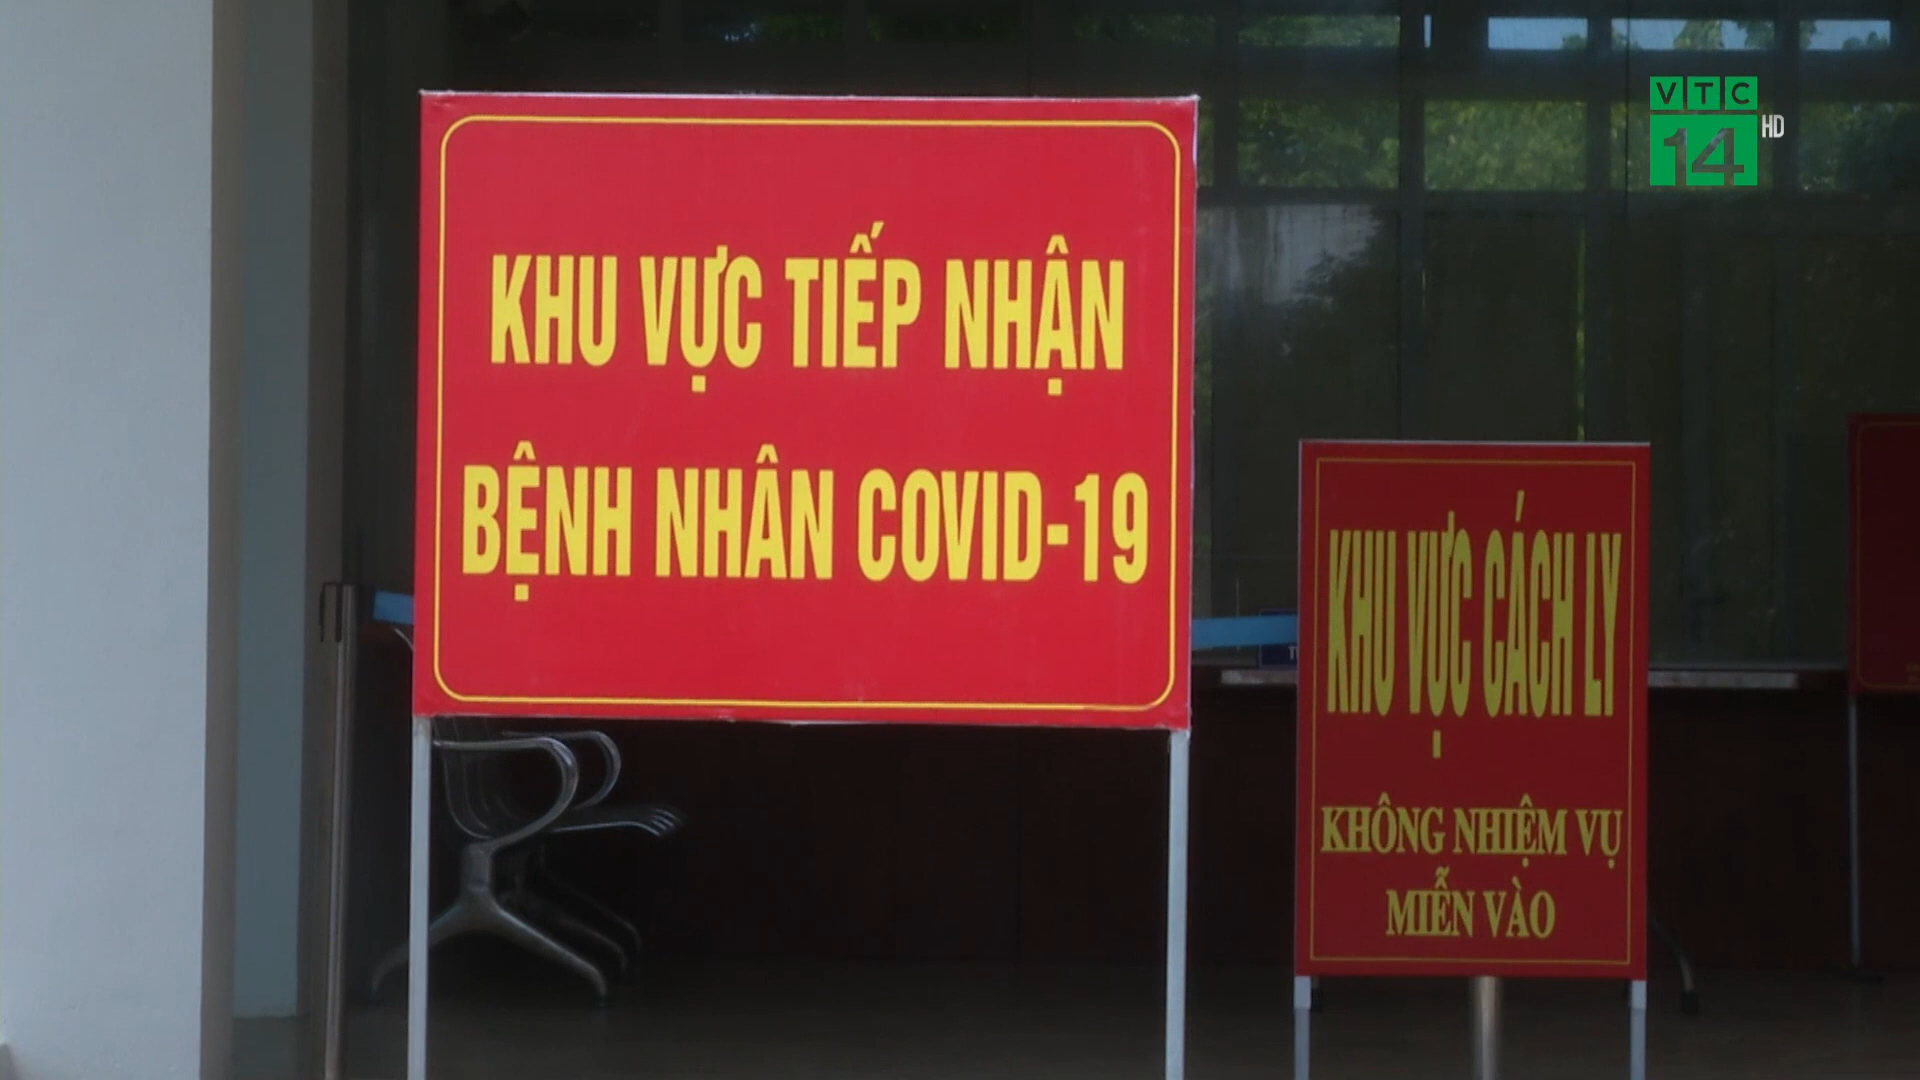 VTC
14 HD
KHU VỰC TIẾP NHẬN
BỆNH NHÂN COVID-19
KHU VỰC CÁCH LY
KHÔNG NHIỆM VỤ
MIỄN VÀO